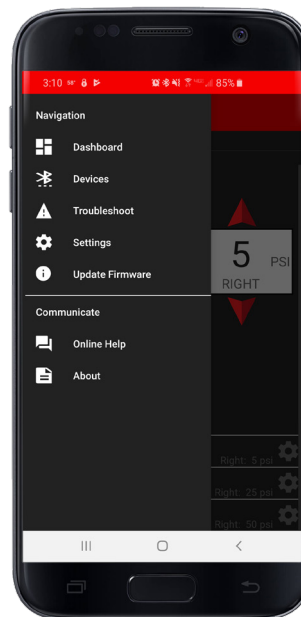 3:10 58° 85%
Navigation
Dashboard
Devices
Troubleshoot
Settings
Update Firmware
Communicate
Online Help
About
5 PSI
RIGHT
Right: 5 psi
Right: 25 psi
Right: 50 psi